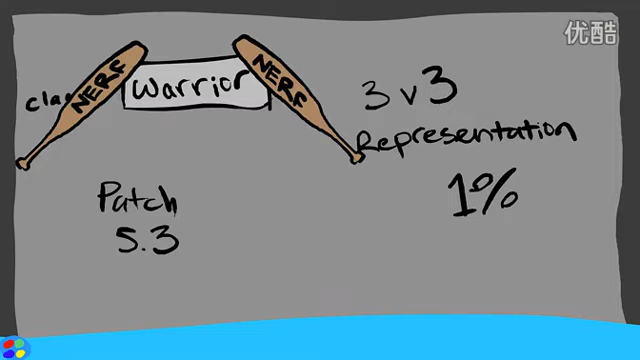 优酷
NERF
Warrior
NERF
cla
3 v 3
Representation
1%
Patch
5.3